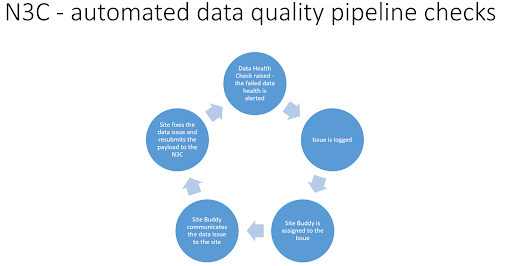 N3C - automated data quality pipeline checks
Data Health
Check raised -
the failed data
health is
alerted
Issue is logged
Site Buddy is
assigned to the
Issue
Site Buddy
communicates
the data issue
to the site
Site fixes the
data issue and
resubmits the
payload to the
N3C